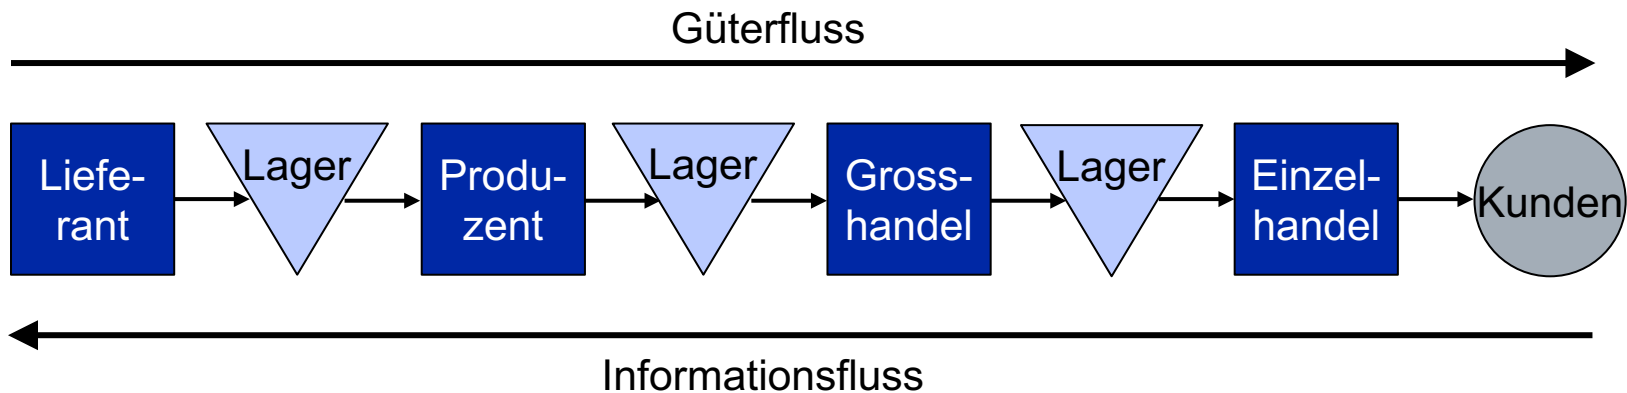 Güterfluss
Liefe-
rant
Lager
Produ-
zent
Lager
Gross-
handel
Lager
Einzel-
handel
Kunden
Informationsfluss